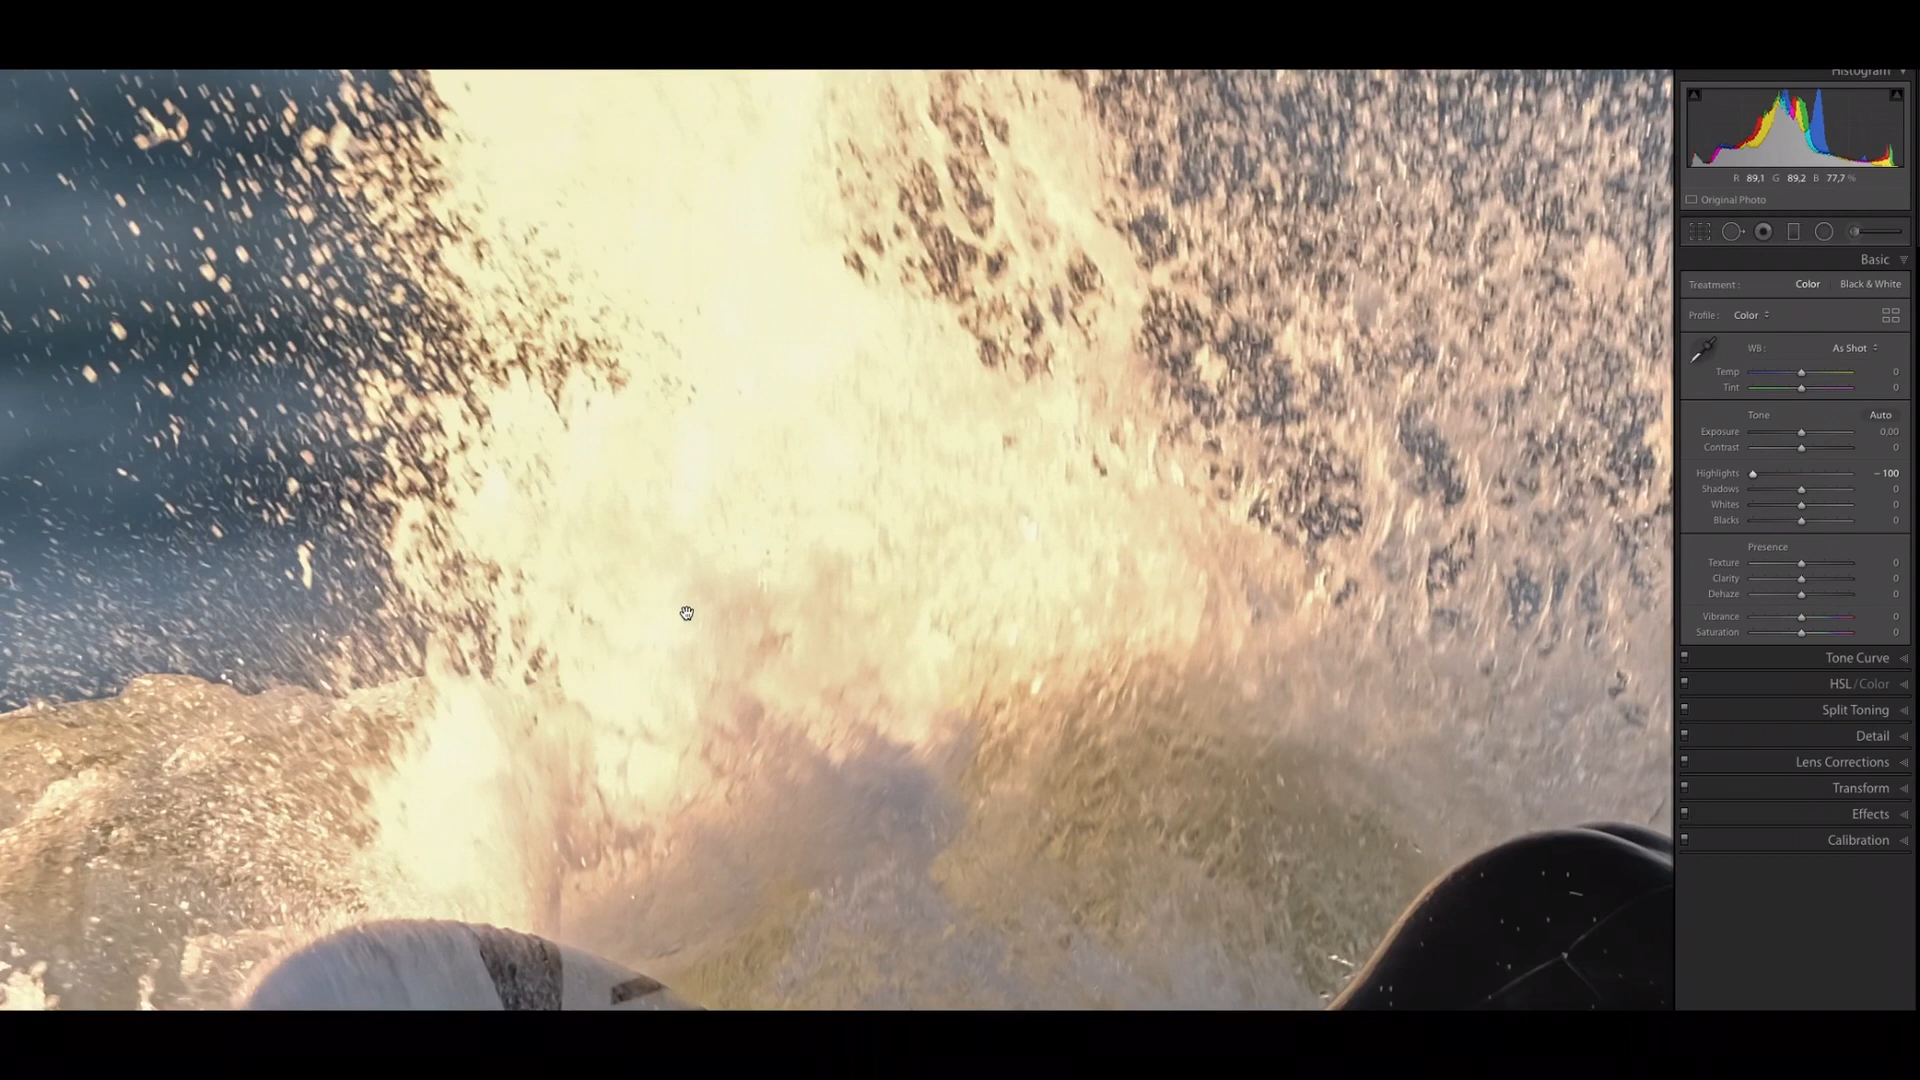 Histogram
R 89,1 G 89,2 B 77,7 %
Original Photo
Basic
Treatment : Color Black & White
Profile : Color
WB : As Shot
Temp 0
Tint 0
Tone Auto
Exposure 0,00
Contrast 0
Highlights – 100
Shadows 0
Whites 0
Blacks 0
Presence
Texture 0
Clarity 0
Dehaze 0
Vibrance 0
Saturation 0
Tone Curve
HSL / Color
Split Toning
Detail
Lens Corrections
Transform
Effects
Calibration